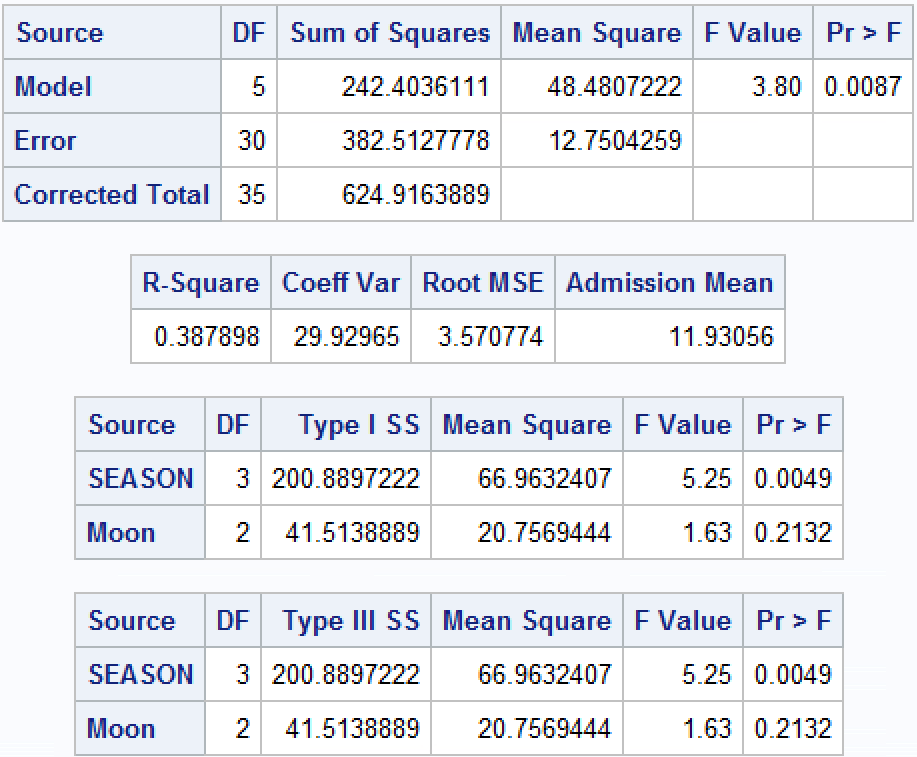 Source DF Sum of Squares Mean Square F Value Pr > F
Model 5 242.4036111 48.4807222 3.80 0.0087
Error 30 382.5127778 12.7504259
Corrected Total 35 624.9163889
R-Square Coeff Var Root MSE Admission Mean
0.387898 29.92965 3.570774 11.93056
Source DF Type I SS Mean Square F Value Pr > F
SEASON 3 200.8897222 66.9632407 5.25 0.0049
Moon 2 41.5138889 20.7569444 1.63 0.2132
Source DF Type III SS Mean Square F Value Pr > F
SEASON 3 200.8897222 66.9632407 5.25 0.0049
Moon 2 41.5138889 20.7569444 1.63 0.2132